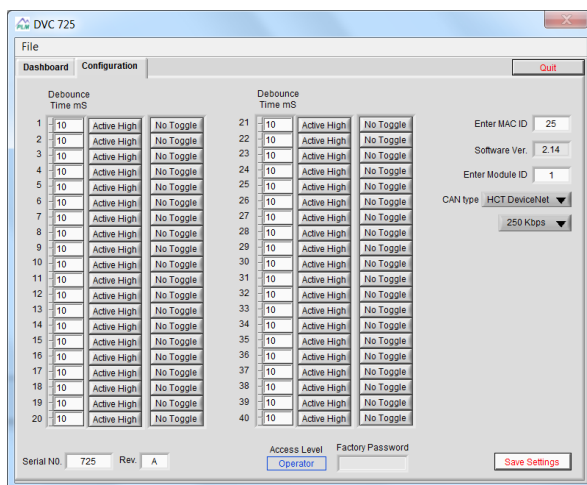 PLM DVC 725
File
Dashboard Configuration Quit
Debounce Debounce
Time mS Time mS
1 10 Active High No Toggle 21 10 Active High No Toggle Enter MAC ID 25
2 10 Active High No Toggle 22 10 Active High No Toggle
3 10 Active High No Toggle 23 10 Active High No Toggle Software Ver. 2.14
4 10 Active High No Toggle 24 10 Active High No Toggle Enter Module ID 1
5 10 Active High No Toggle 25 10 Active High No Toggle
6 10 Active High No Toggle 26 10 Active High No Toggle CAN type HCT DeviceNet
7 10 Active High No Toggle 27 10 Active High No Toggle 250 Kbps
8 10 Active High No Toggle 28 10 Active High No Toggle
9 10 Active High No Toggle 29 10 Active High No Toggle
10 10 Active High No Toggle 30 10 Active High No Toggle
11 10 Active High No Toggle 31 10 Active High No Toggle
12 10 Active High No Toggle 32 10 Active High No Toggle
13 10 Active High No Toggle 33 10 Active High No Toggle
14 10 Active High No Toggle 34 10 Active High No Toggle
15 10 Active High No Toggle 35 10 Active High No Toggle
16 10 Active High No Toggle 36 10 Active High No Toggle
17 10 Active High No Toggle 37 10 Active High No Toggle
18 10 Active High No Toggle 38 10 Active High No Toggle
19 10 Active High No Toggle 39 10 Active High No Toggle
20 10 Active High No Toggle 40 10 Active High No Toggle
Access Level Factory Password
Serial N0. 725 Rev. A Operator Save Settings